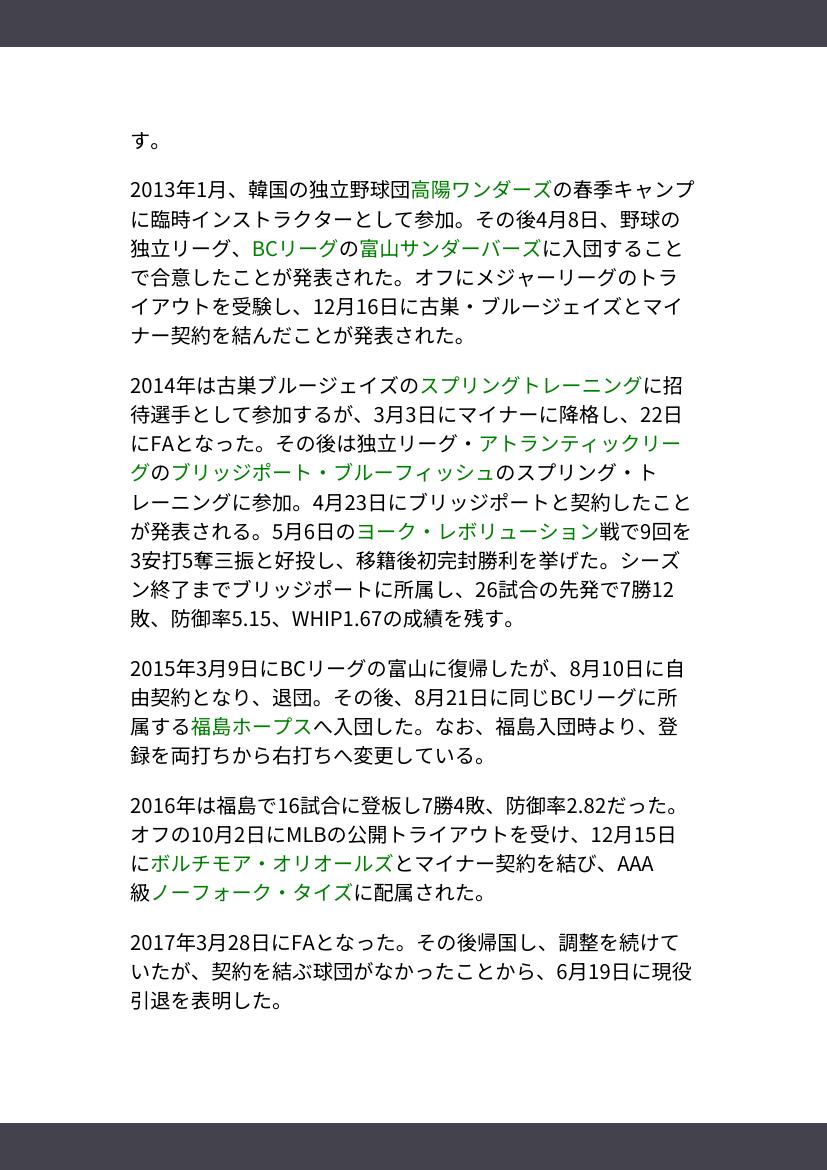 す。
2013年1月、韓国の独立野球団高陽ワンダーズの春季キャンプ
に臨時インストラクターとして参加。その後4月8日、野球の
独立リーグ、BCリーグの富山サンダーバーズに入団すること
で合意したことが発表された。オフにメジャーリーグのトラ
イアウトを受験し、12月16日に古巣・ブルージェイズとマイ
ナー契約を結んだことが発表された。
2014年は古巣ブルージェイズのスプリングトレーニングに招
待選手として参加するが、3月3日にマイナーに降格し、22日
にFAとなった。その後は独立リーグ・アトランティックリー
グのブリッジポート・ブルーフィッシュのスプリング・ト
レーニングに参加。4月23日にブリッジポートと契約したこと
が発表される。5月6日のヨーク・レボリューション戦で9回を
3安打5奪三振と好投し、移籍後初完封勝利を挙げた。シーズ
ン終了までブリッジポートに所属し、26試合の先発で7勝12
敗、防御率5.15、WHIP1.67の成績を残す。
2015年3月9日にBCリーグの富山に復帰したが、8月10日に自
由契約となり、退団。その後、8月21日に同じBCリーグに所
属する福島ホープスへ入団した。なお、福島入団時より、登
録を両打ちから右打ちへ変更している。
2016年は福島で16試合に登板し7勝4敗、防御率2.82だった。
オフの10月2日にMLBの公開トライアウトを受け、12月15日
にボルチモア・オリオールズとマイナー契約を結び、AAA
級ノーフォーク・タイズに配属された。
2017年3月28日にFAとなった。その後帰国し、調整を続けて
いたが、契約を結ぶ球団がなかったことから、6月19日に現役
引退を表明した。